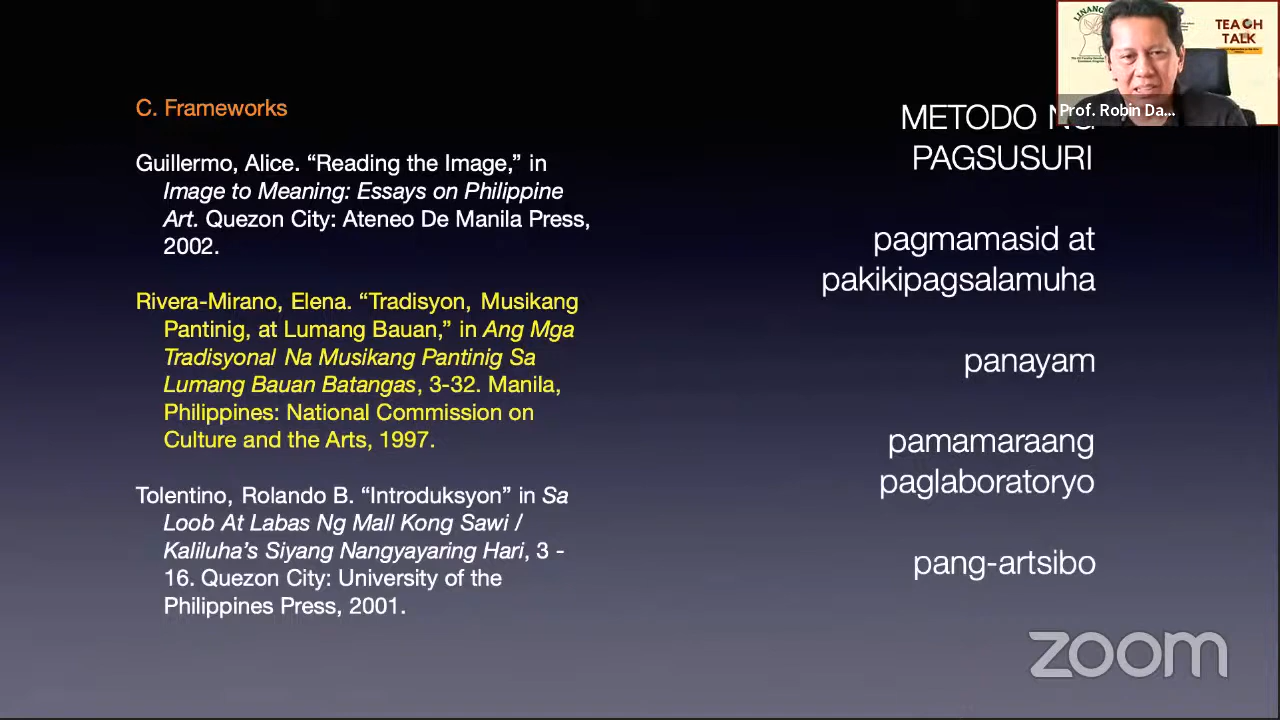 C. Frameworks
Guillermo, Alice. “Reading the Image,” in
Image to Meaning: Essays on Philippine
Art. Quezon City: Ateneo De Manila Press,
2002.
Rivera-Mirano, Elena. “Tradisyon, Musikang
Pantinig, at Lumang Bauan,” in Ang Mga
Tradisyonal Na Musikang Pantinig Sa
Lumang Bauan Batangas, 3-32. Manila,
Philippines: National Commission on
Culture and the Arts, 1997.
Tolentino, Rolando B. “Introduksyon” in Sa
Loob At Labas Ng Mall Kong Sawi /
Kaliluha’s Siyang Nangyayaring Hari, 3 -
16. Quezon City: University of the
Philippines Press, 2001.
METODO NG
PAGSUSURI
pagmamasid at
pakikipagsalamuha
panayam
pamamaraang
paglaboratoryo
pang-artsibo
TEACH
TALK
Prof. Robin Da...
zoom